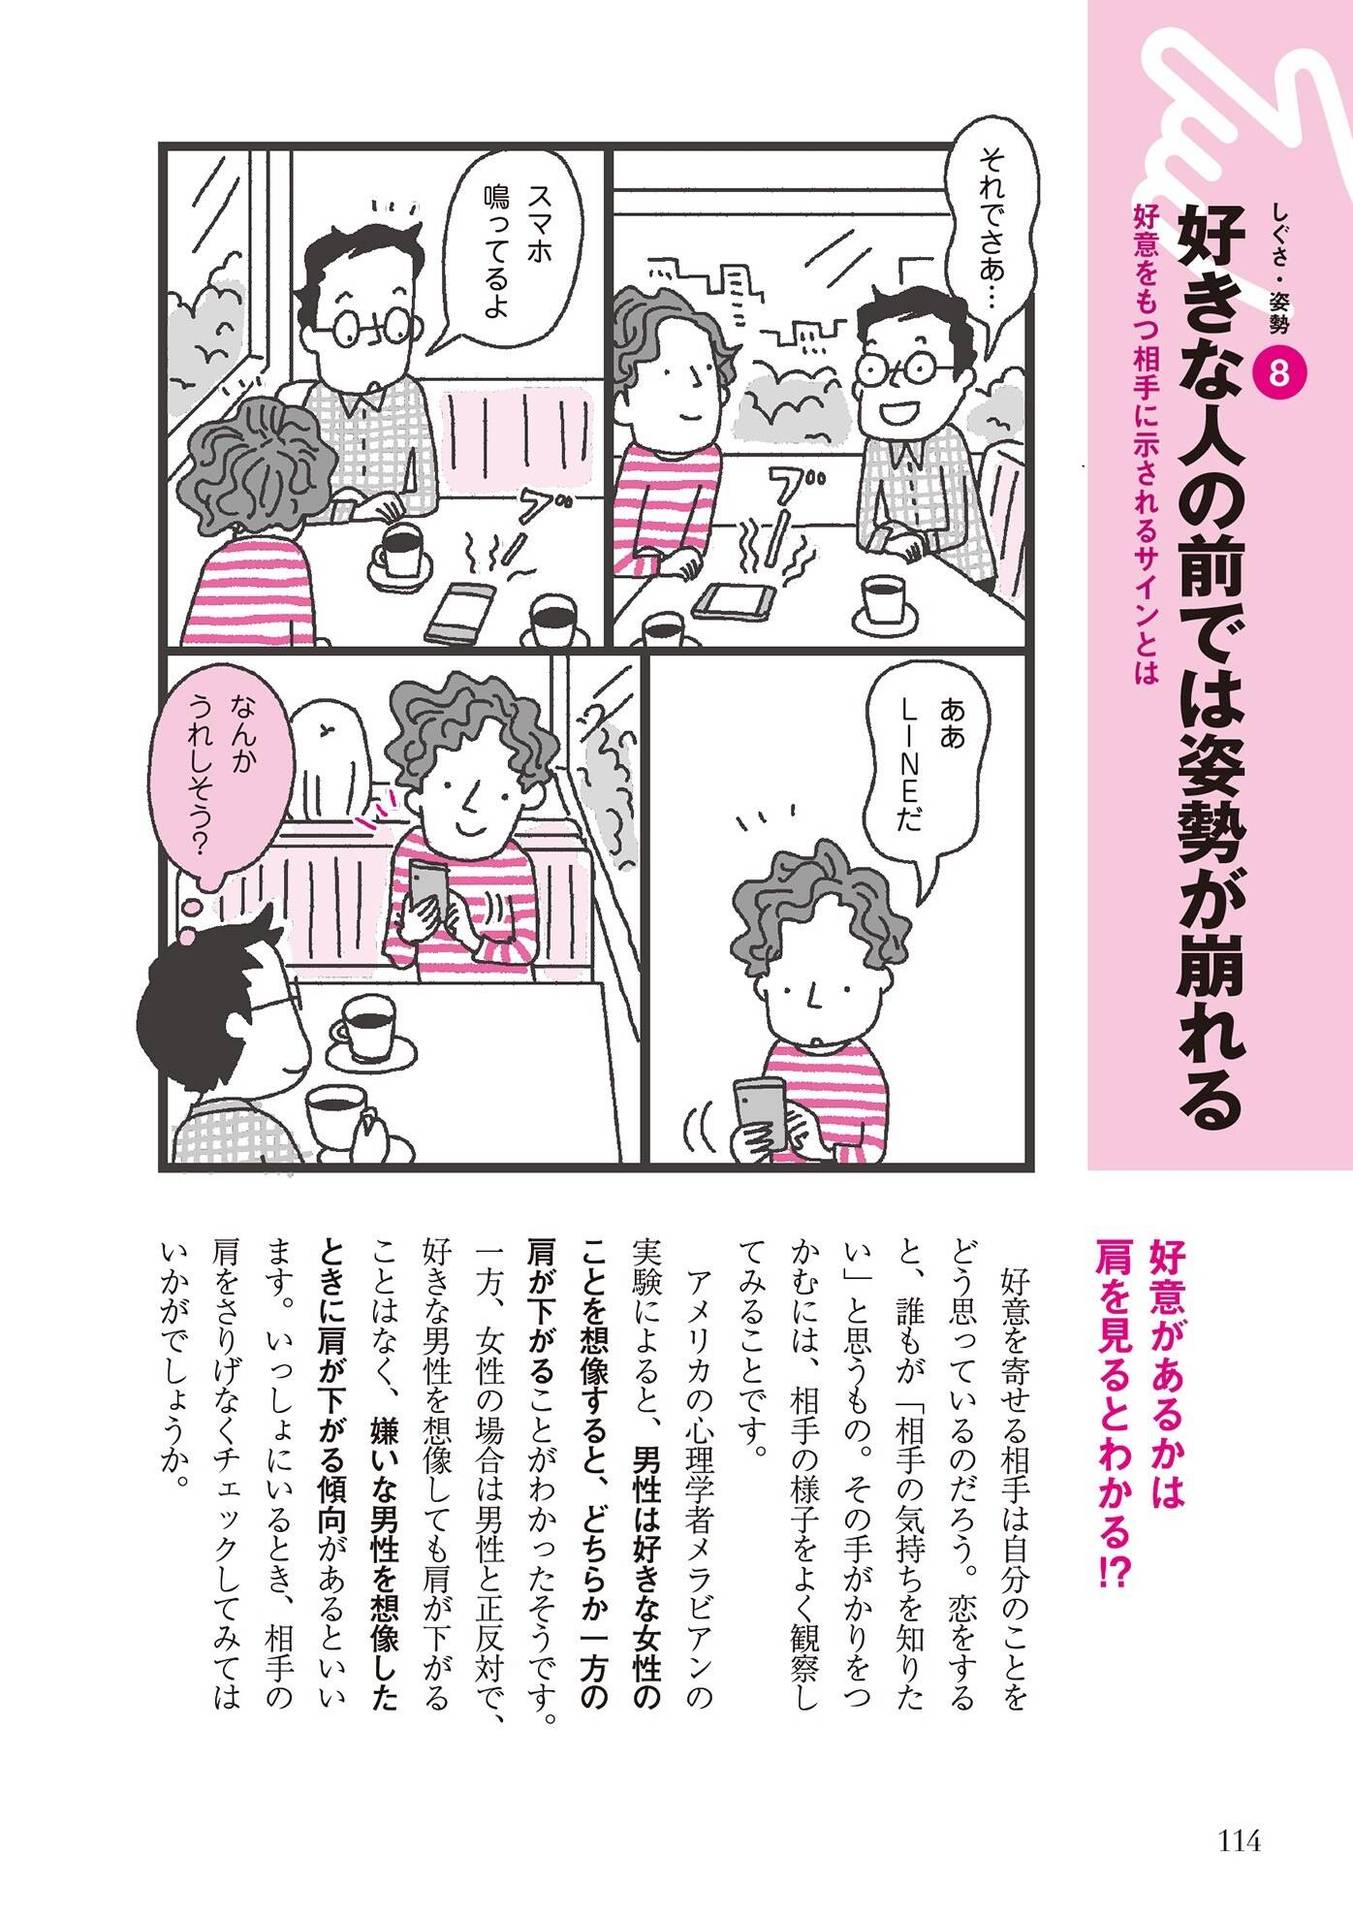 しぐさ・姿勢
8
好きな人の前では姿勢が崩れる
好意をもつ相手に示されるサインとは
それでさあ…
ブーッ
スマホ
鳴ってるよ
ブーッ
ああ
LINEだ
なんか
うれしそう?
好意があるかは
肩を見るとわかる!?
好意を寄せる相手は自分のことを
どう思っているのだろう。恋をする
と、誰もが「相手の気持ちを知りた
い」と思うもの。その手がかりをつ
かむには、相手の様子をよく観察し
てみることです。
アメリカの心理学者メラビアンの
実験によると、男性は好きな女性の
ことを想像すると、どちらか一方の
肩が下がることがわかったそうです。
一方、女性の場合は男性と正反対で、
好きな男性を想像しても肩が下がる
ことはなく、嫌いな男性を想像した
ときに肩が下がる傾向があるといい
ます。いっしょにいるとき、相手の
肩をさりげなくチェックしてみては
いかがでしょうか。
114